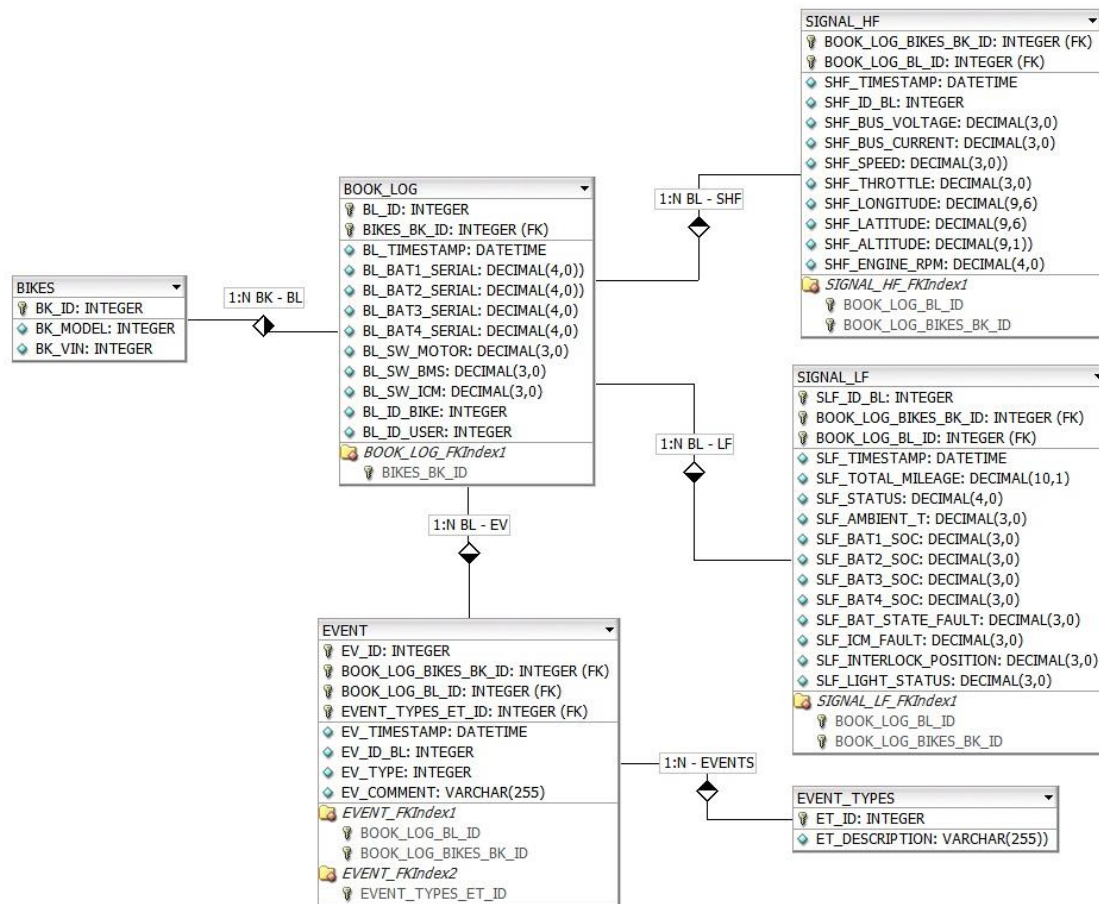 BIKES
BK_ID: INTEGER
BK_MODEL: INTEGER
BK_VIN: INTEGER
1:N BK - BL
BOOK_LOG
BL_ID: INTEGER
BIKES_BK_ID: INTEGER (FK)
BL_TIMESTAMP: DATETIME
BL_BAT1_SERIAL: DECIMAL(4,0))
BL_BAT2_SERIAL: DECIMAL(4,0))
BL_BAT3_SERIAL: DECIMAL(4,0)
BL_BAT4_SERIAL: DECIMAL(4,0)
BL_SW_MOTOR: DECIMAL(3,0)
BL_SW_BMS: DECIMAL(3,0)
BL_SW_ICM: DECIMAL(3,0)
BL_ID_BIKE: INTEGER
BL_ID_USER: INTEGER
BOOK_LOG_FKIndex1
BIKES_BK_ID
1:N BL - SHF
SIGNAL_HF
BOOK_LOG_BIKES_BK_ID: INTEGER (FK)
BOOK_LOG_BL_ID: INTEGER (FK)
SHF_TIMESTAMP: DATETIME
SHF_ID_BL: INTEGER
SHF_BUS_VOLTAGE: DECIMAL(3,0)
SHF_BUS_CURRENT: DECIMAL(3,0)
SHF_SPEED: DECIMAL(3,0))
SHF_THROTTLE: DECIMAL(3,0)
SHF_LONGITUDE: DECIMAL(9,6)
SHF_LATITUDE: DECIMAL(9,6)
SHF_ALTITUDE: DECIMAL(9,1))
SHF_ENGINE_RPM: DECIMAL(4,0)
SIGNAL_HF_FKIndex1
BOOK_LOG_BL_ID
BOOK_LOG_BIKES_BK_ID
1:N BL - LF
SIGNAL_LF
SLF_ID_BL: INTEGER
BOOK_LOG_BIKES_BK_ID: INTEGER (FK)
BOOK_LOG_BL_ID: INTEGER (FK)
SLF_TIMESTAMP: DATETIME
SLF_TOTAL_MILEAGE: DECIMAL(10,1)
SLF_STATUS: DECIMAL(4,0)
SLF_AMBIENT_T: DECIMAL(3,0)
SLF_BAT1_SOC: DECIMAL(3,0)
SLF_BAT2_SOC: DECIMAL(3,0)
SLF_BAT3_SOC: DECIMAL(3,0)
SLF_BAT4_SOC: DECIMAL(3,0)
SLF_BAT_STATE_FAULT: DECIMAL(3,0)
SLF_ICM_FAULT: DECIMAL(3,0)
SLF_INTERLOCK_POSITION: DECIMAL(3,0)
SLF_LIGHT_STATUS: DECIMAL(3,0)
SIGNAL_LF_FKIndex1
BOOK_LOG_BL_ID
BOOK_LOG_BIKES_BK_ID
1:N BL - EV
EVENT
EV_ID: INTEGER
BOOK_LOG_BIKES_BK_ID: INTEGER (FK)
BOOK_LOG_BL_ID: INTEGER (FK)
EVENT_TYPES_ET_ID: INTEGER (FK)
EV_TIMESTAMP: DATETIME
EV_ID_BL: INTEGER
EV_TYPE: INTEGER
EV_COMMENT: VARCHAR(255)
EVENT_FKIndex1
BOOK_LOG_BL_ID
BOOK_LOG_BIKES_BK_ID
EVENT_FKIndex2
EVENT_TYPES_ET_ID
1:N - EVENTS
EVENT_TYPES
ET_ID: INTEGER
ET_DESCRIPTION: VARCHAR(255))